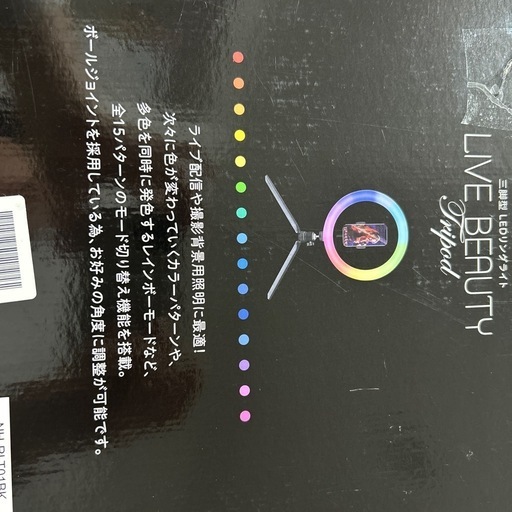 三脚型 LEDリングライト
LIVE BEAUTY
Tripod
ライブ配信や撮影背景用照明に最適!
次々に色が変わっていくカラーパターンや、
多色を同時に発色するレインボーモードなど、
全15パターンのモード切り替え機能を搭載。
ボールジョイントを採用している為、お好みの角度に調整が可能です。